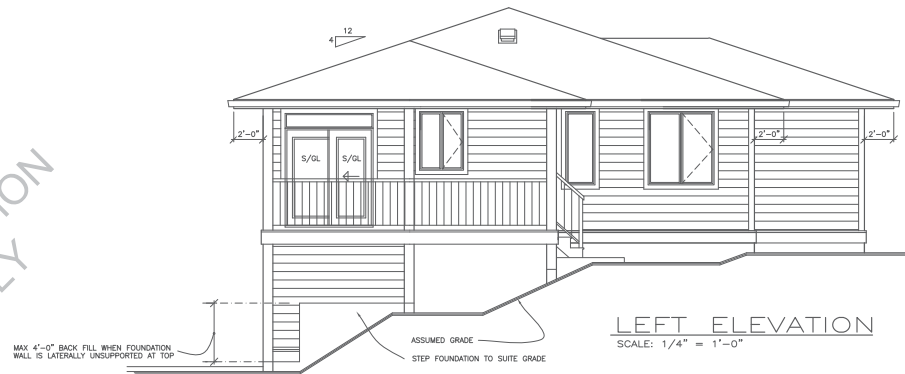 12
4
2'-0"
S/GL
S/GL
2'-0"
2'-0"
MAX 4'-0" BACK FILL WHEN FOUNDATION
WALL IS LATERALLY UNSUPPORTED AT TOP
ASSUMED GRADE
STEP FOUNDATION TO SUITE GRADE
LEFT ELEVATION
SCALE: 1/4" = 1'-0"